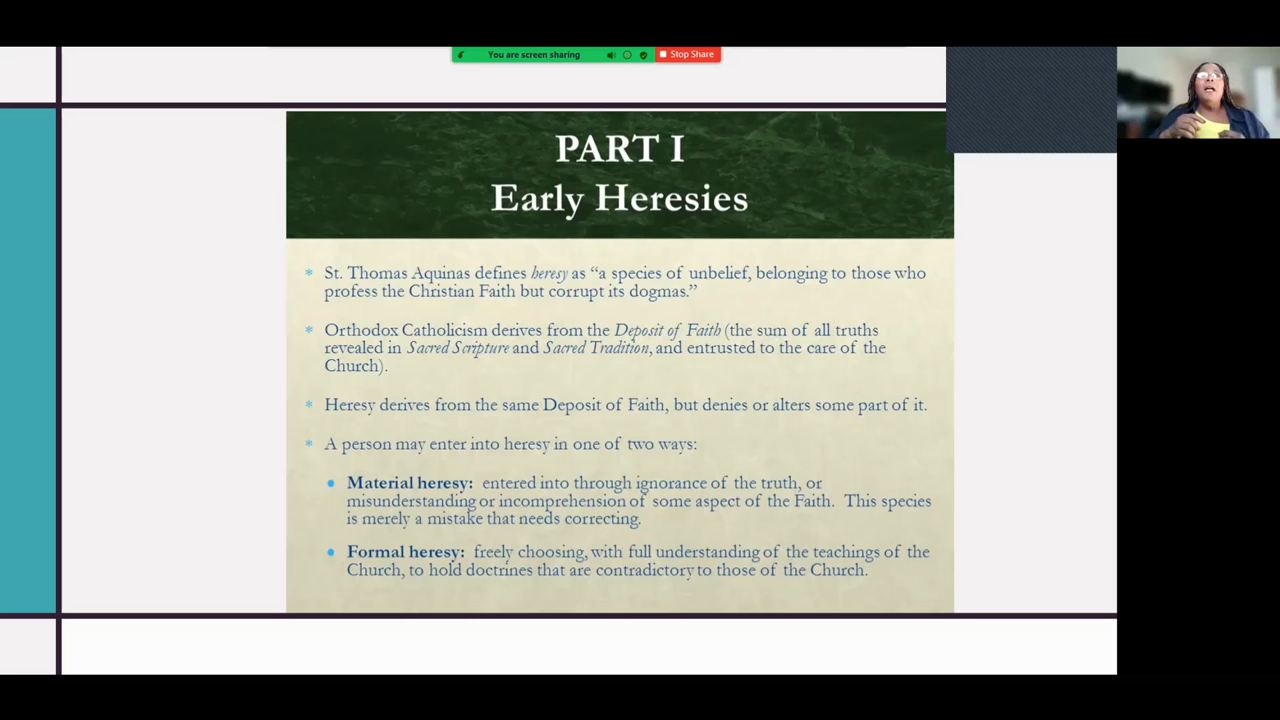 You are screen sharing
Stop Share
PART I
Early Heresies
* St. Thomas Aquinas defines heresy as “a species of unbelief, belonging to those who
profess the Christian Faith but corrupt its dogmas.”
* Orthodox Catholicism derives from the Deposit of Faith (the sum of all truths
revealed in Sacred Scripture and Sacred Tradition, and entrusted to the care of the
Church).
* Heresy derives from the same Deposit of Faith, but denies or alters some part of it.
* A person may enter into heresy in one of two ways:
• Material heresy: entered into through ignorance of the truth, or
misunderstanding or incomprehension of some aspect of the Faith. This species
is merely a mistake that needs correcting.
• Formal heresy: freely choosing, with full understanding of the teachings of the
Church, to hold doctrines that are contradictory to those of the Church.